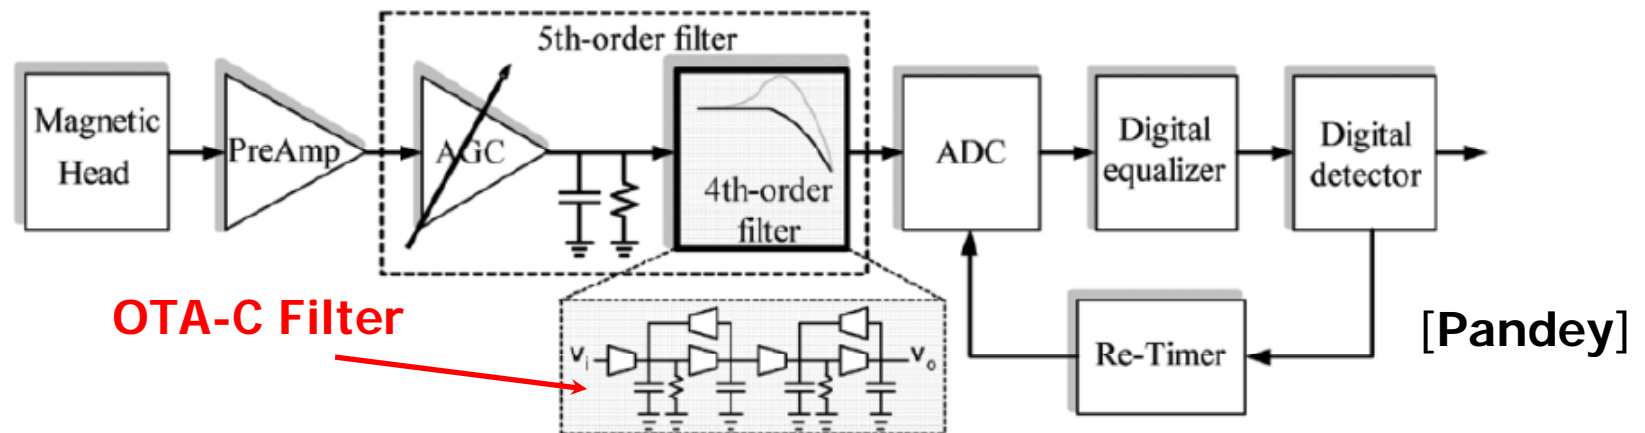 5th-order filter
Magnetic
Head
PreAmp
AGC
4th-order
filter
ADC
Digital
equalizer
Digital
detector
OTA-C Filter
Vi
Vo
Re-Timer
[Pandey]